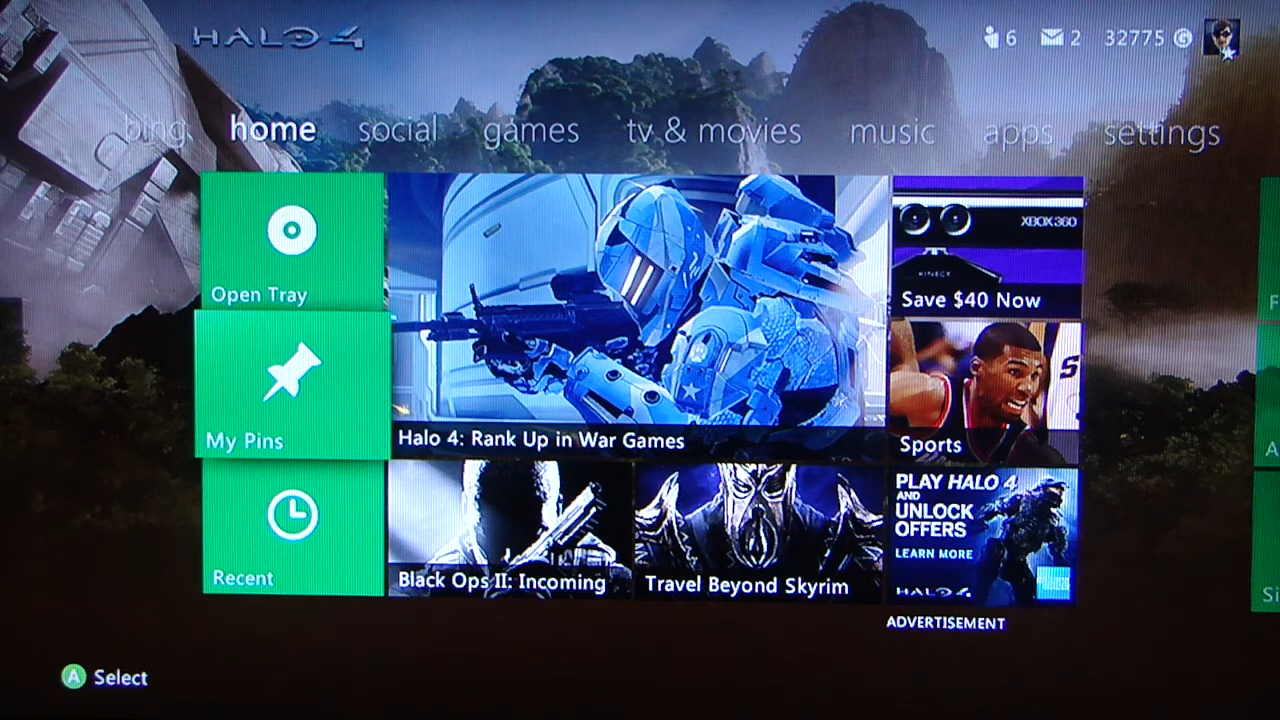 HALO 4
6 2 32775 G
bing home social games tv & movies music apps settings
Open Tray
XBOX 360
KINECT
Save $40 Now
My Pins
Halo 4: Rank Up in War Games
Sports
Recent
Black Ops II: Incoming
Travel Beyond Skyrim
PLAY HALO 4
AND
UNLOCK
OFFERS
LEARN MORE
HALO 4
ADVERTISEMENT
F
A
Si
A Select